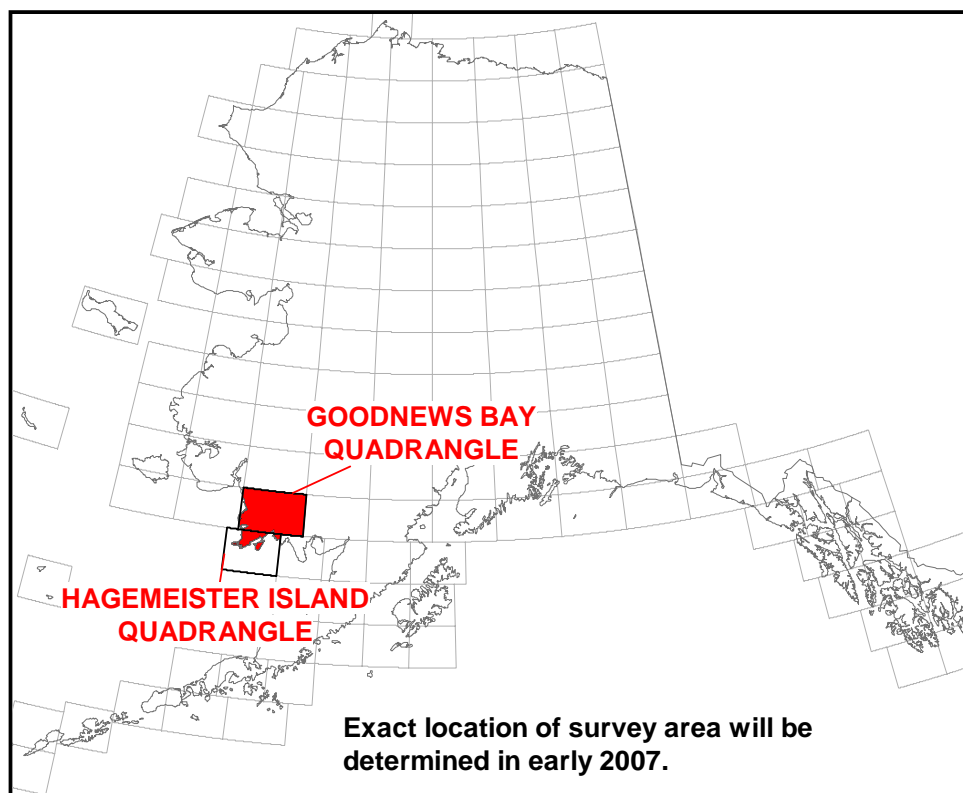 GOODNEWS BAY
QUADRANGLE
HAGEMEISTER ISLAND
QUADRANGLE
Exact location of survey area will be
determined in early 2007.